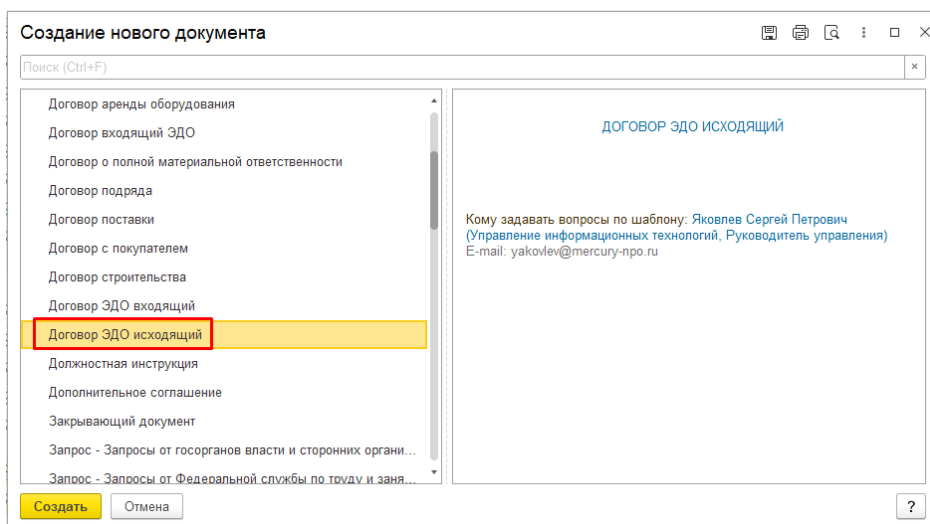 Создание нового документа
Поиск (Ctrl+F)
Договор аренды оборудования
Договор входящий ЭДО
Договор о полной материальной ответственности
Договор подряда
Договор поставки
Договор с покупателем
Договор строительства
Договор ЭДО входящий
Договор ЭДО исходящий
Должностная инструкция
Дополнительное соглашение
Закрывающий документ
Запрос - Запросы от госорганов власти и сторонних органи...
Запрос - Запросы от Федеральной службы по труду и заня...
ДОГОВОР ЭДО ИСХОДЯЩИЙ
Кому задавать вопросы по шаблону: Яковлев Сергей Петрович
(Управление информационных технологий, Руководитель управления)
E-mail: yakovlev@mercury-npo.ru
Создать Отмена ?